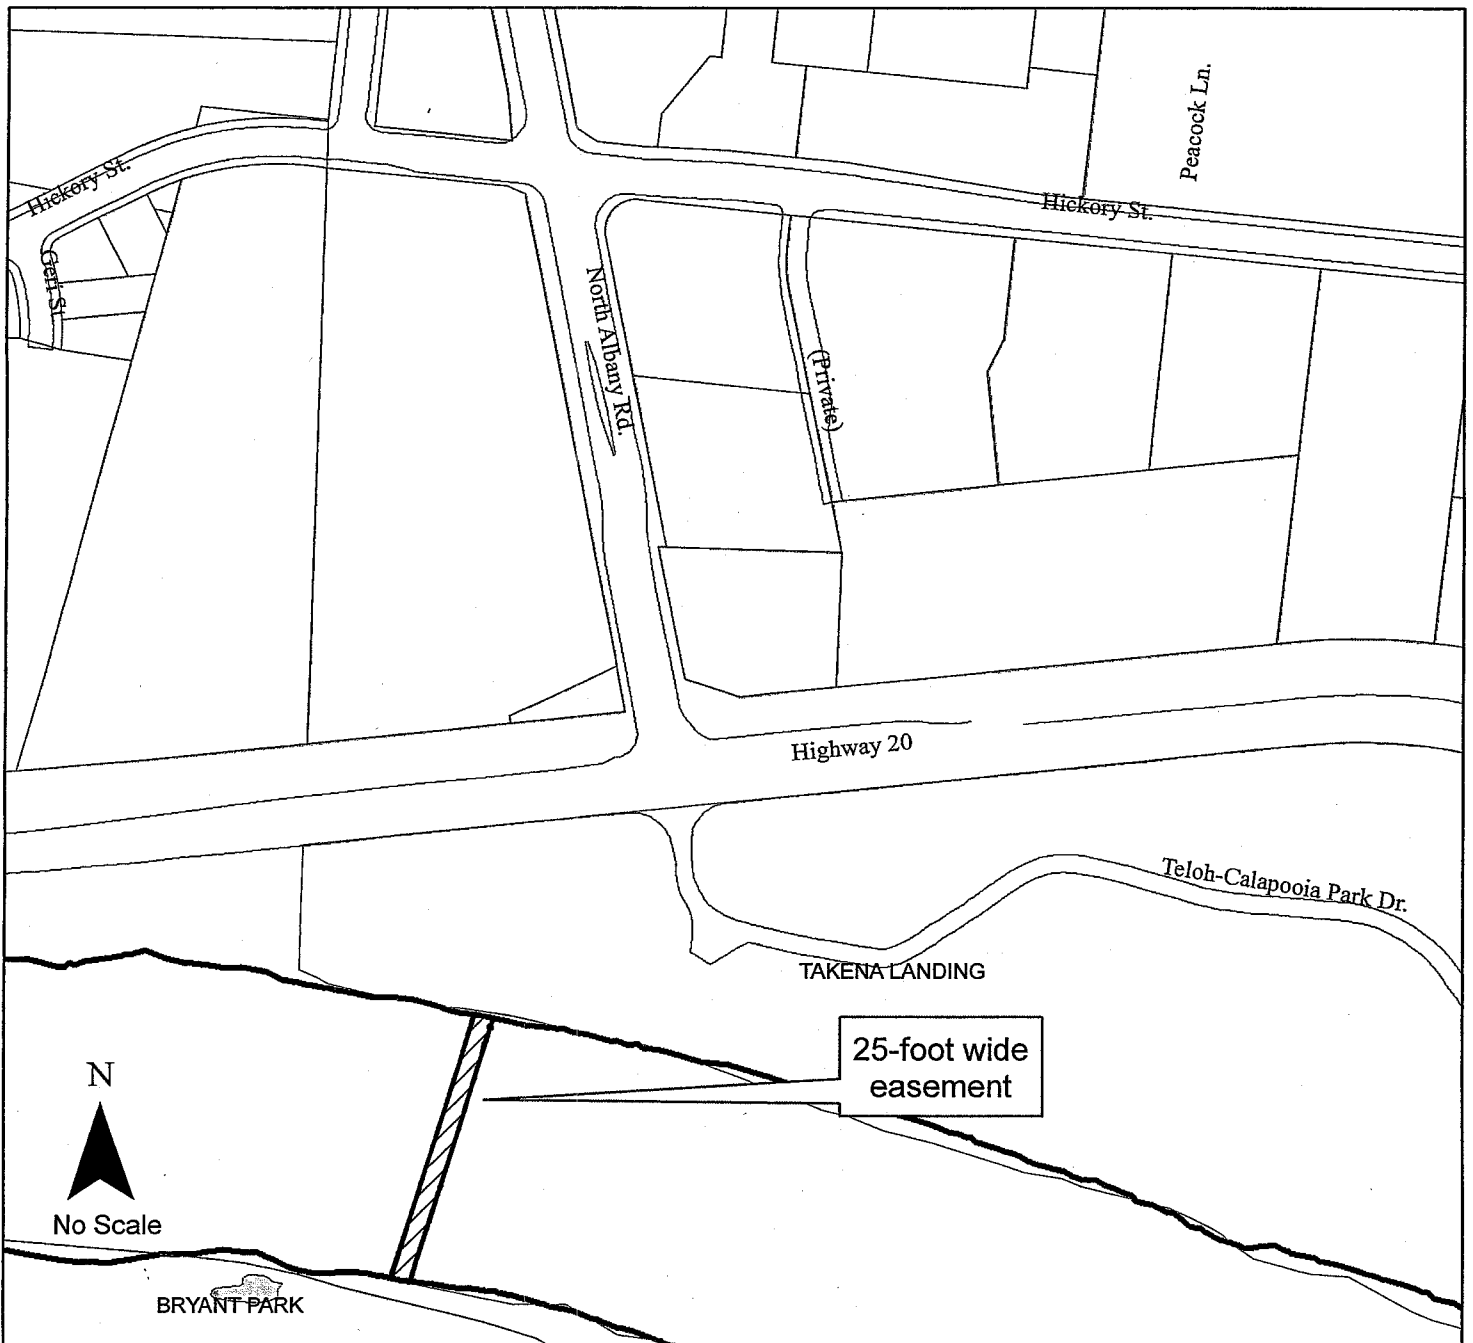 Peacock Ln.
Hickory St.
Hickory St.
Geri St
North Albany Rd.
(Private)
Highway 20
Teloh-Calapooia Park Dr.
TAKENA LANDING
25-foot wide
easement
N
No Scale
BRYANT PARK